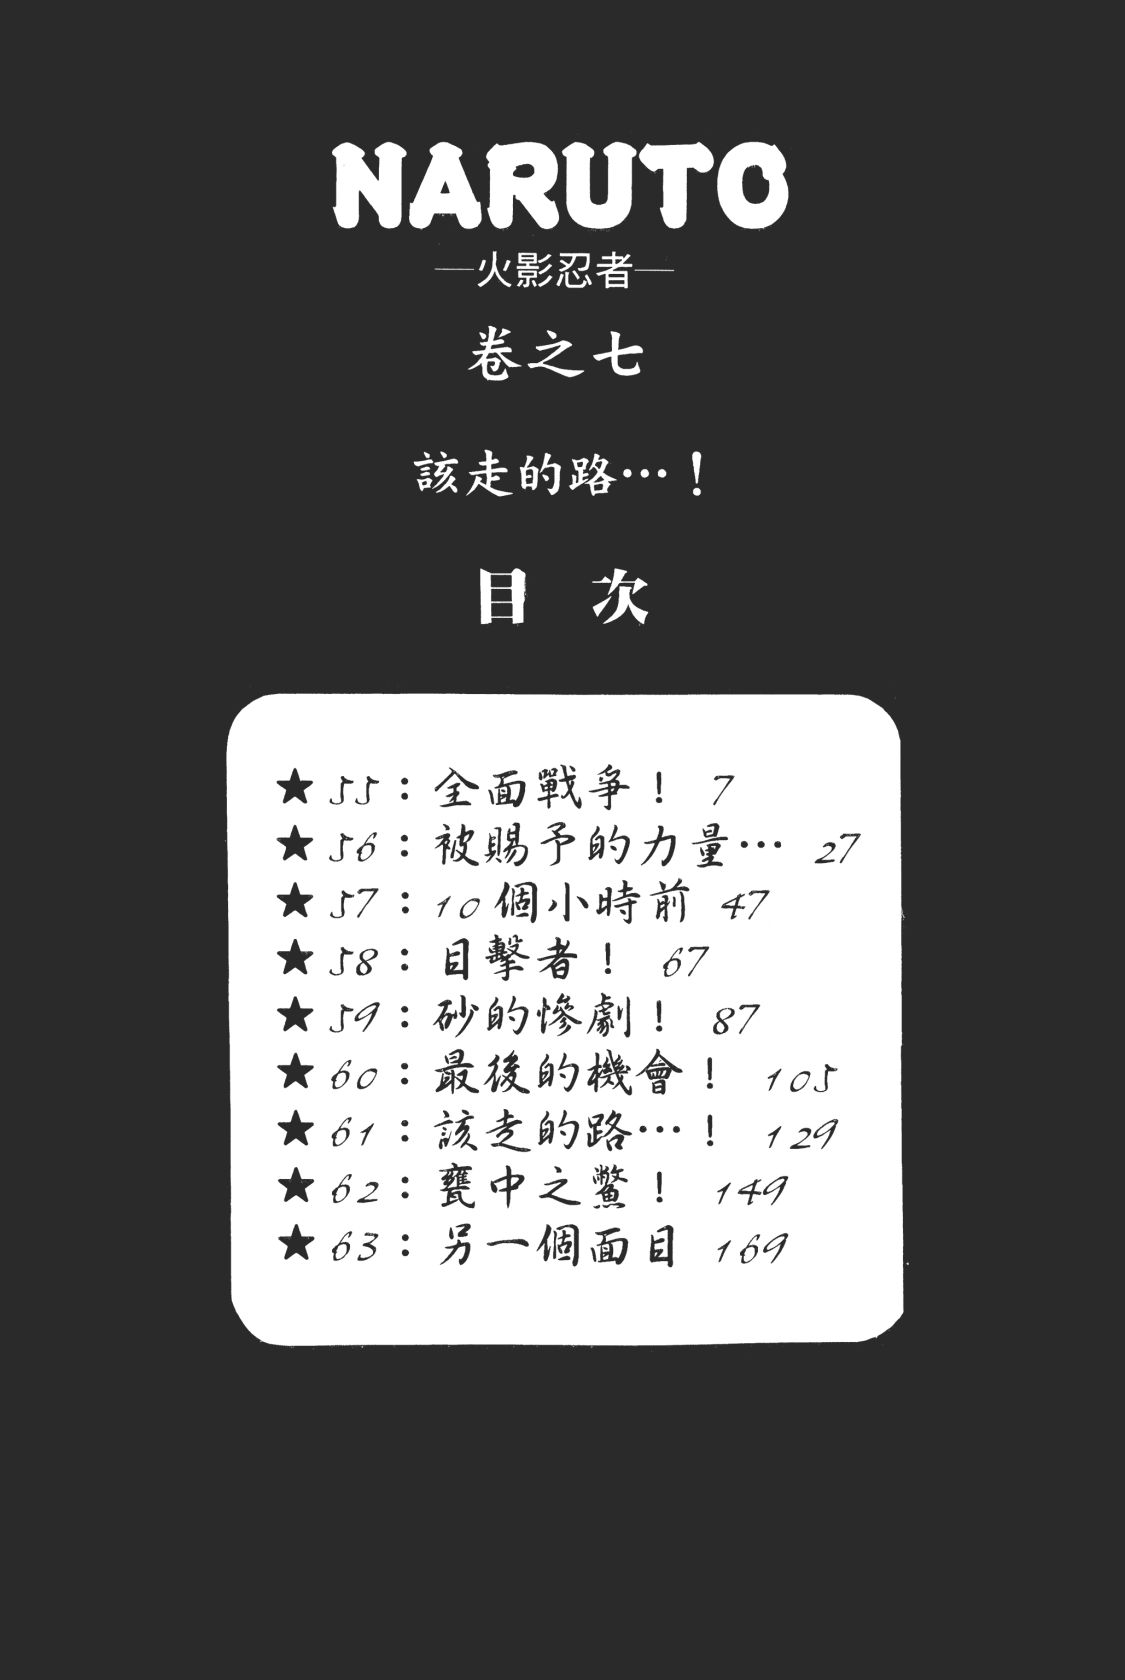 NARUTO
—火影忍者—
卷之七
該走的路…！
目 次
★55：全面戰爭！ 7
★56：被賜予的力量… 27
★57：10個小時前 47
★58：目擊者！ 67
★59：砂的慘劇！ 87
★60：最後的機會！ 105
★61：該走的路…！ 129
★62：甕中之鱉！ 149
★63：另一個面目 169